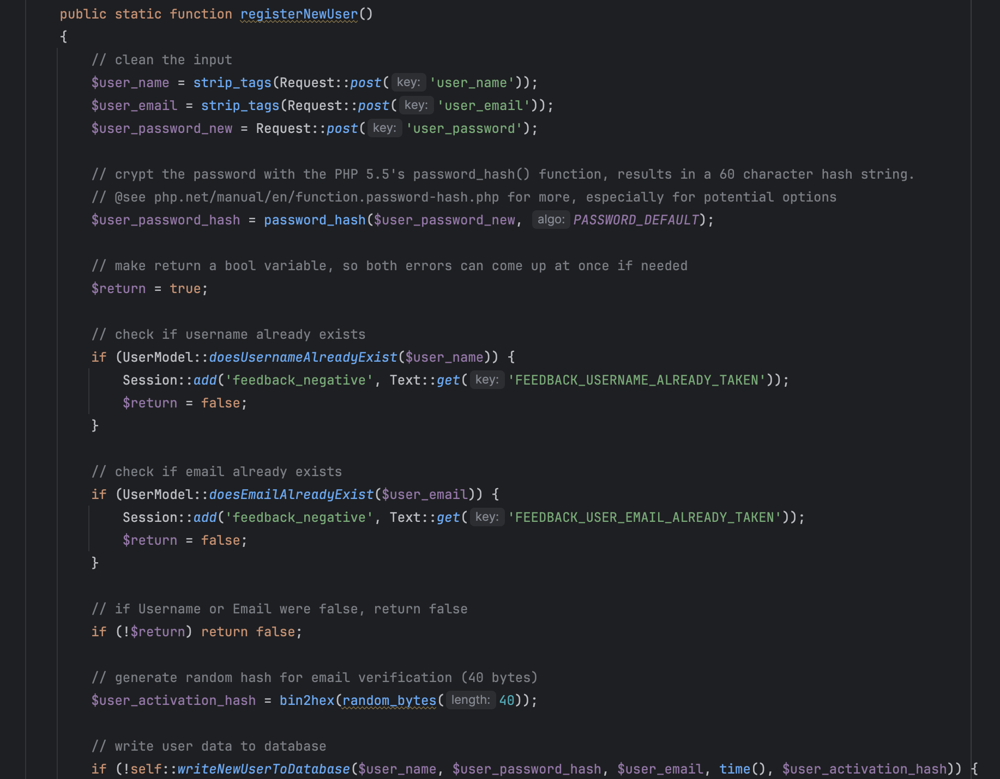 public static function registerNewUser()
{
// clean the input
$user_name = strip_tags(Request::post( key: 'user_name'));
$user_email = strip_tags(Request::post( key: 'user_email'));
$user_password_new = Request::post( key: 'user_password');
// crypt the password with the PHP 5.5's password_hash() function, results in a 60 character hash string.
// @see php.net/manual/en/function.password-hash.php for more, especially for potential options
$user_password_hash = password_hash($user_password_new, algo: PASSWORD_DEFAULT);
// make return a bool variable, so both errors can come up at once if needed
$return = true;
// check if username already exists
if (UserModel::doesUsernameAlreadyExist($user_name)) {
Session::add('feedback_negative', Text::get( key: 'FEEDBACK_USERNAME_ALREADY_TAKEN'));
$return = false;
}
// check if email already exists
if (UserModel::doesEmailAlreadyExist($user_email)) {
Session::add('feedback_negative', Text::get( key: 'FEEDBACK_USER_EMAIL_ALREADY_TAKEN'));
$return = false;
}
// if Username or Email were false, return false
if (!$return) return false;
// generate random hash for email verification (40 bytes)
$user_activation_hash = bin2hex(random_bytes( length: 40));
// write user data to database
if (!self::writeNewUserToDatabase($user_name, $user_password_hash, $user_email, time(), $user_activation_hash)) {